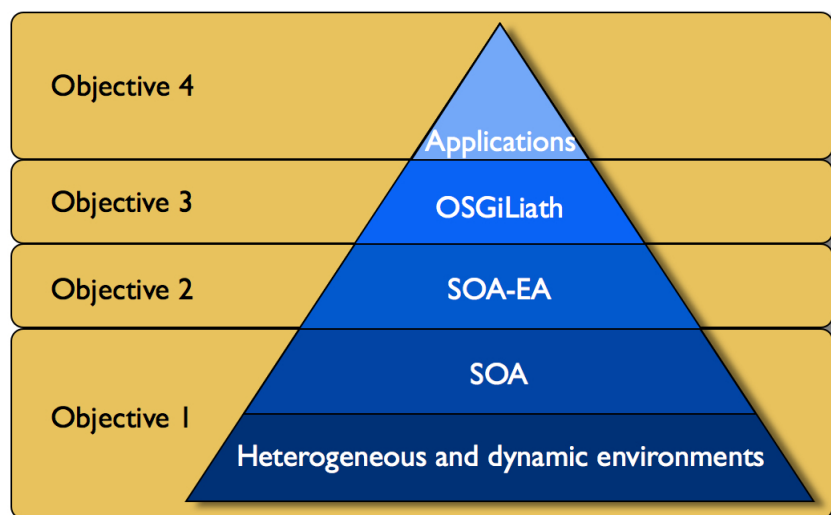 Objective 4
Applications
Objective 3
OSGiLiath
Objective 2
SOA-EA
SOA
Objective 1
Heterogeneous and dynamic environments